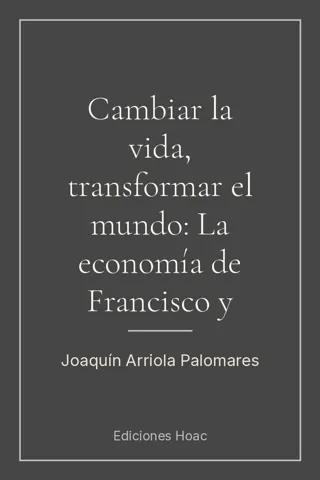 Cambiar la
vida,
transformar el
mundo: La
economía de
Francisco y
Joaquín Arriola Palomares
Ediciones Hoac